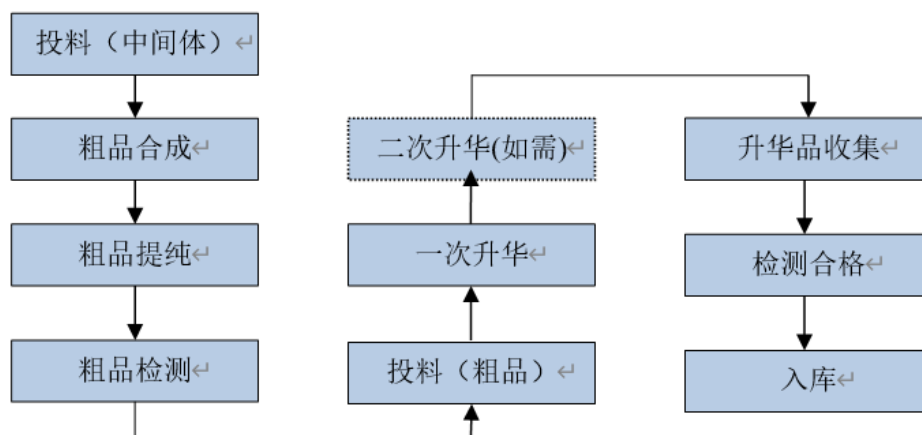 投料（中间体）
粗品合成
粗品提纯
粗品检测
投料（粗品）
一次升华
二次升华(如需)
升华品收集
检测合格
入库